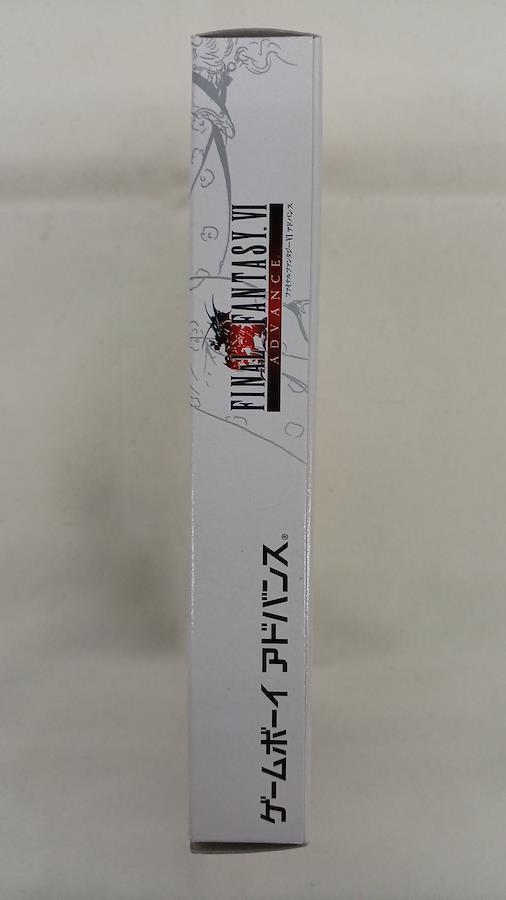 FINAL FANTASY VI
ADVANCE
ファイナルファンタジーVI アドバンス
ゲームボーイ アドバンス®